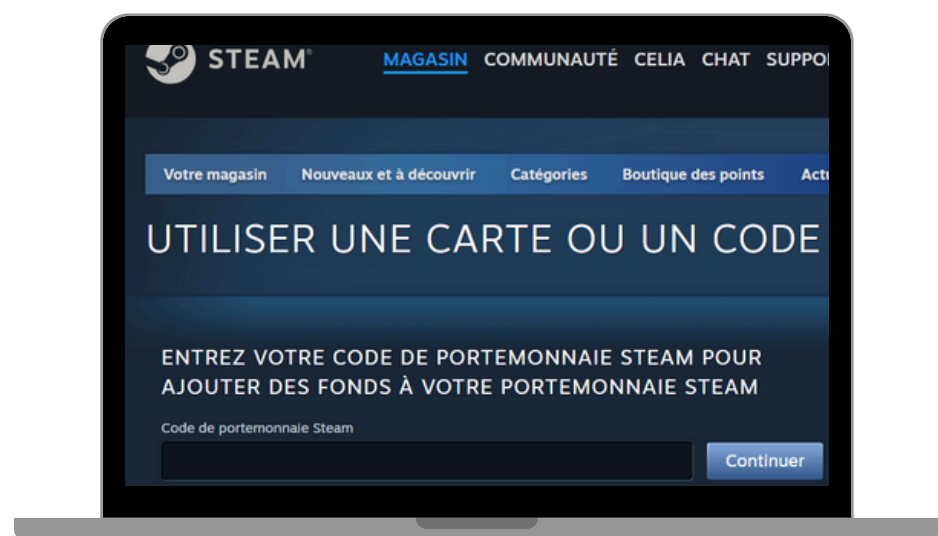 STEAM®
MAGASIN COMMUNAUTÉ CELIA CHAT SUPPO
Votre magasin Nouveaux et à découvrir Catégories Boutique des points Actu
UTILISER UNE CARTE OU UN CODE
ENTREZ VOTRE CODE DE PORTEMONNAIE STEAM POUR
AJOUTER DES FONDS À VOTRE PORTEMONNAIE STEAM
Code de portemonnaie Steam
Continuer